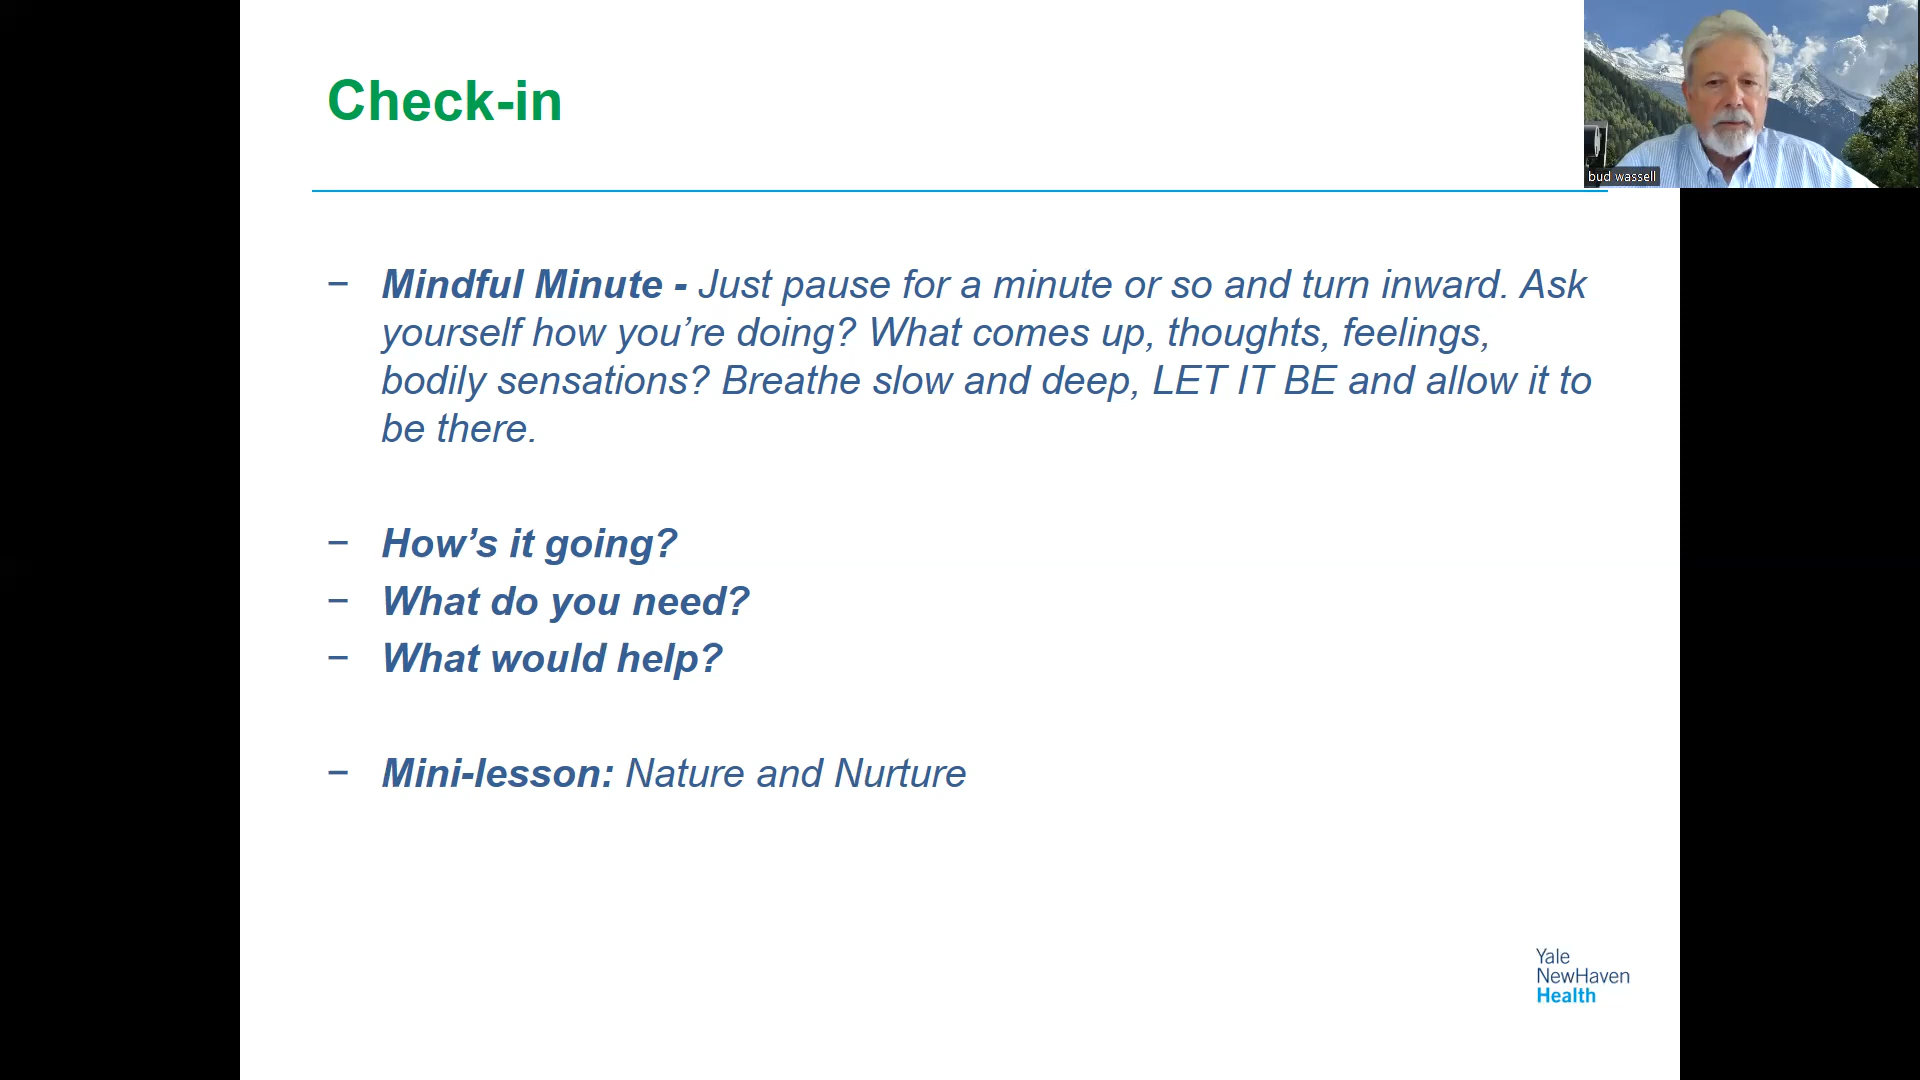 Check-in
bud wassell
− Mindful Minute - Just pause for a minute or so and turn inward. Ask
yourself how you’re doing? What comes up, thoughts, feelings,
bodily sensations? Breathe slow and deep, LET IT BE and allow it to
be there.
− How’s it going?
− What do you need?
− What would help?
− Mini-lesson: Nature and Nurture
Yale
NewHaven
Health